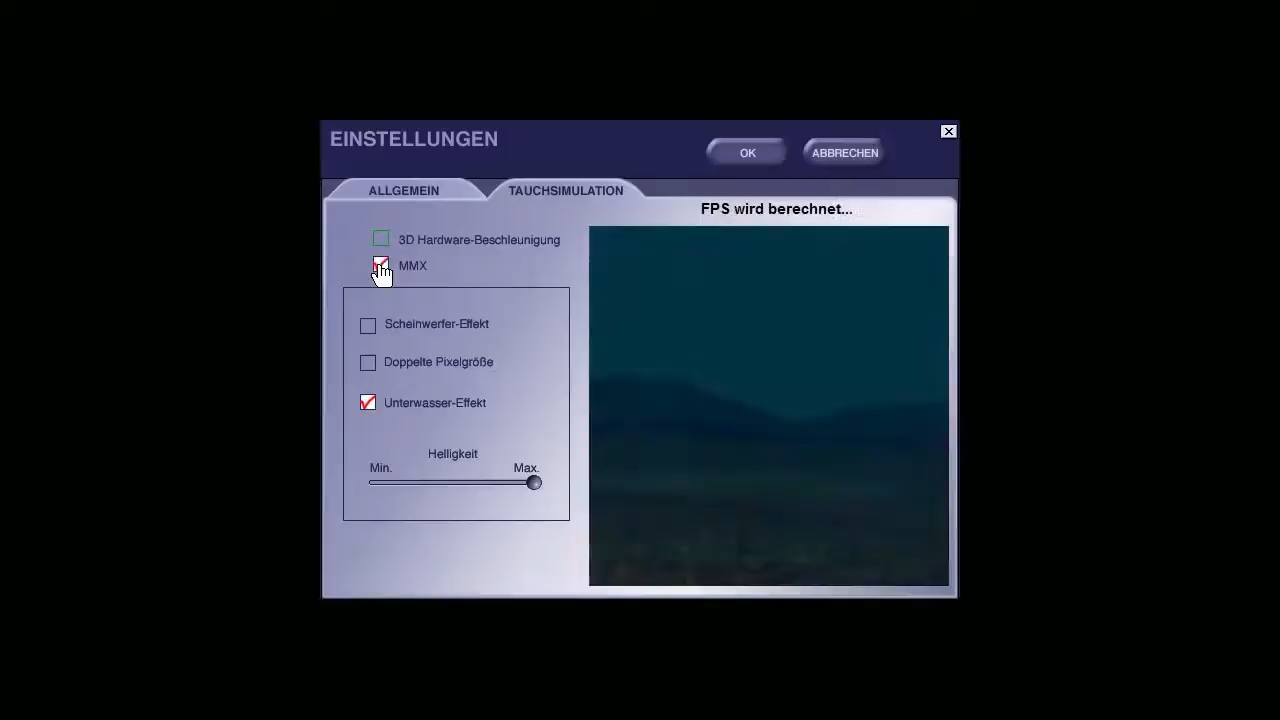 EINSTELLUNGEN
OK
ABBRECHEN
ALLGEMEIN
TAUCHSIMULATION
FPS wird berechnet...
3D Hardware-Beschleunigung
MMX
Scheinwerfer-Effekt
Doppelte Pixelgröße
Unterwasser-Effekt
Helligkeit
Min.
Max.